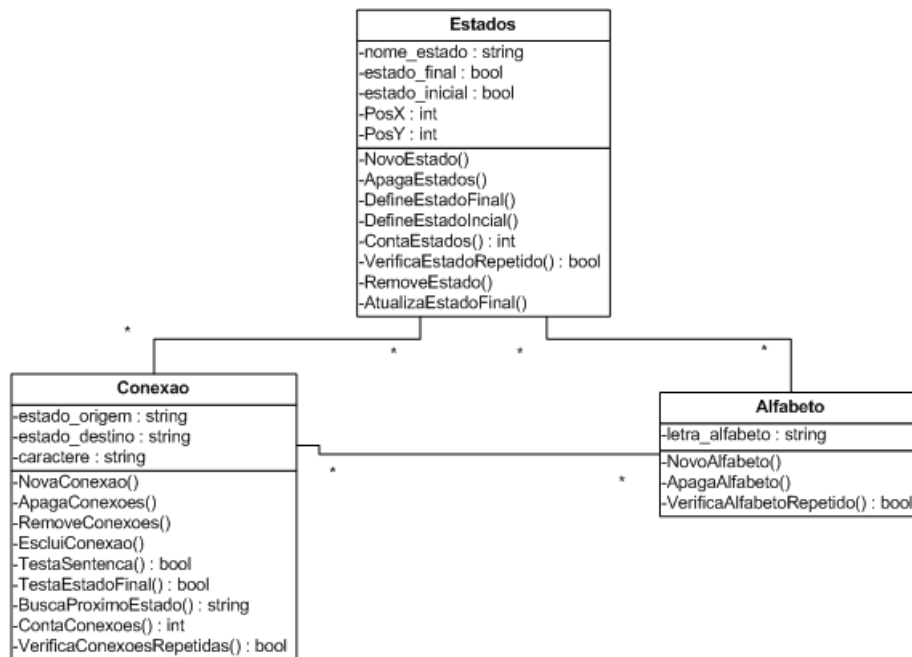 Estados
-nome_estado : string
-estado_final : bool
-estado_inicial : bool
-PosX : int
-PosY : int
-NovoEstado()
-ApagaEstados()
-DefineEstadoFinal()
-DefineEstadoIncial()
-ContaEstados() : int
-VerificaEstadoRepetido() : bool
-RemoveEstado()
-AtualizaEstadoFinal()
*
*
*
*
Conexao
-estado_origem : string
-estado_destino : string
-caractere : string
-NovaConexao()
-ApagaConexoes()
-RemoveConexoes()
-EscluiConexao()
-TestaSentenca() : bool
-TestaEstadoFinal() : bool
-BuscaProximoEstado() : string
-ContaConexoes() : int
-VerificaConexoesRepetidas() : bool
*
*
Alfabeto
-letra_alfabeto : string
-NovoAlfabeto()
-ApagaAlfabeto()
-VerificaAlfabetoRepetido() : bool